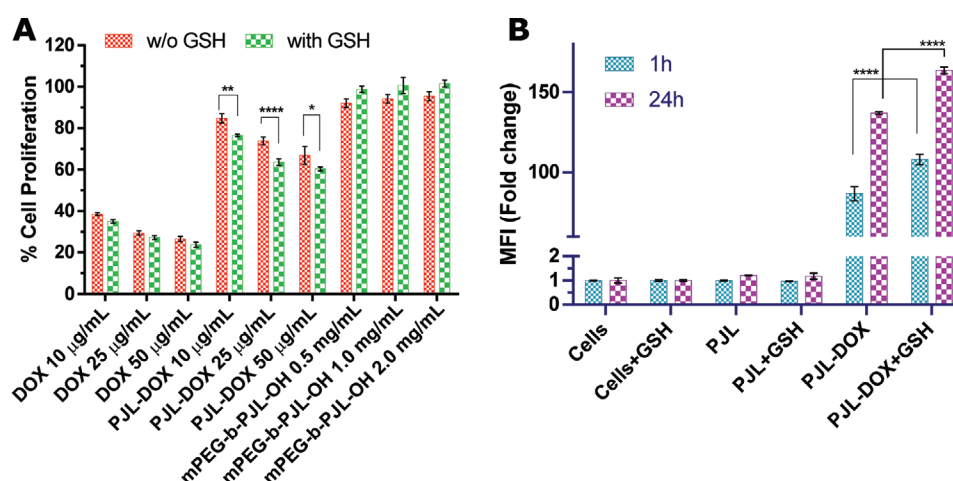 A
w/o GSH
with GSH
% Cell Proliferation
120
100
80
60
40
20
0
**
****
*
DOX 10 μg/mL
DOX 25 μg/mL
DOX 50 μg/mL
PJL-DOX 10 μg/mL
PJL-DOX 25 μg/mL
PJL-DOX 50 μg/mL
mPEG-b-PJL-OH 0.5 mg/mL
mPEG-b-PJL-OH 1.0 mg/mL
mPEG-b-PJL-OH 2.0 mg/mL
B
1h
24h
MFI (Fold change)
150
100
2
1
0
****
****
Cells
Cells+GSH
PJL
PJL+GSH
PJL-DOX
PJL-DOX+GSH